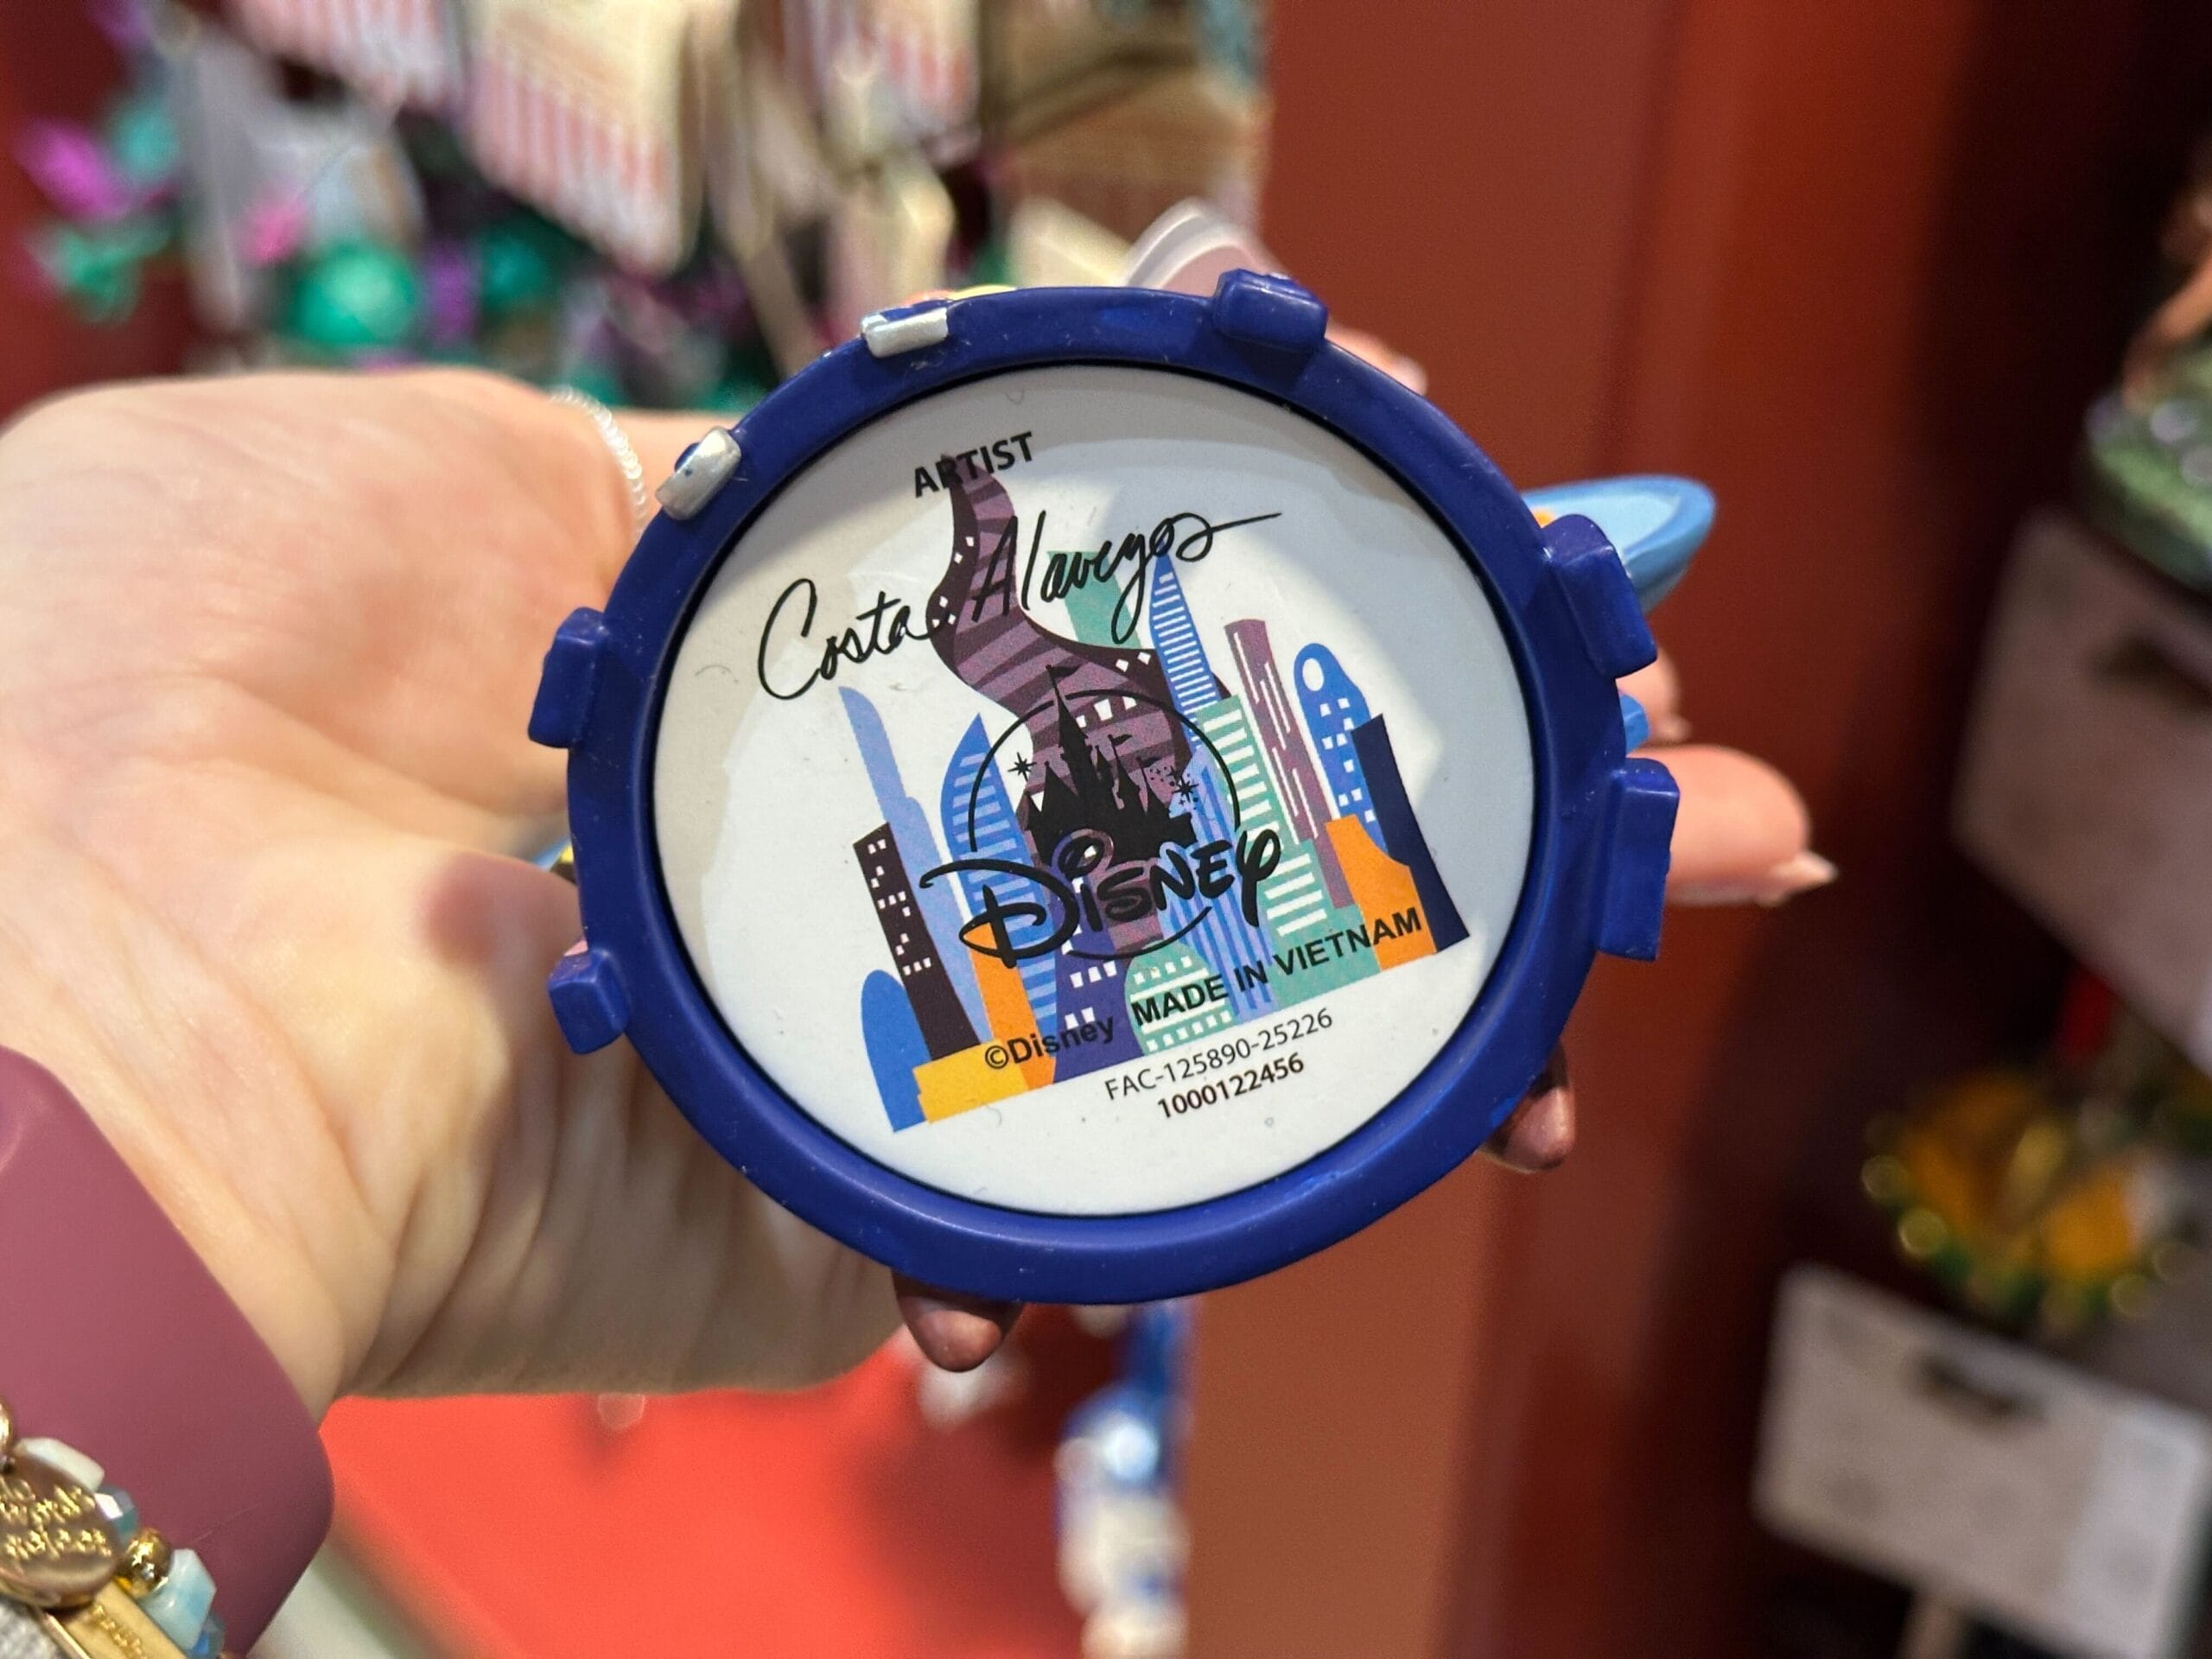 ARTIST
Costa Alavezos
Disney
©Disney MADE IN VIETNAM
FAC-125890-25226
1000122456